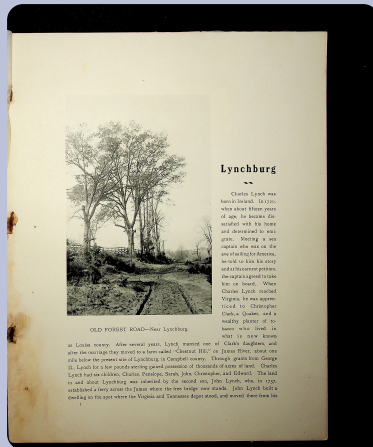 Lynchburg
Charles Lynch was
born in Ireland. In 1720,
when about fifteen years
of age, he became dis-
satisfied with his home
and determined to emi-
grate. Meeting a sea
captain who was on the
eve of sailing for America,
he told to him his story
and at his earnest petition,
the captain agreed to take
him on board. When
Charles Lynch reached
Virginia, he was appren-
ticed to Christopher
Clark, a Quaker, and a
wealthy planter of to-
bacco who lived in
what is now known
OLD FOREST ROAD—Near Lynchburg
as Louisa county. After several years, Lynch married one of Clark's daughters, and
after the marriage they moved to a farm called "Chestnut Hill," on James River, about one
mile below the present site of Lynchburg, in Campbell county. Through grants from George
II., Lynch for a few pounds sterling gained possession of thousands of acres of land. Charles
Lynch had six children, Charles, Penelope, Sarah, John, Christopher, and Edward. The land
in and about Lynchburg was inherited by the second son, John Lynch, who, in 1757,
established a ferry across the James where the free bridge now stands. John Lynch built a
dwelling on the spot where the Virginia and Tennessee depot stood, and moved there from his